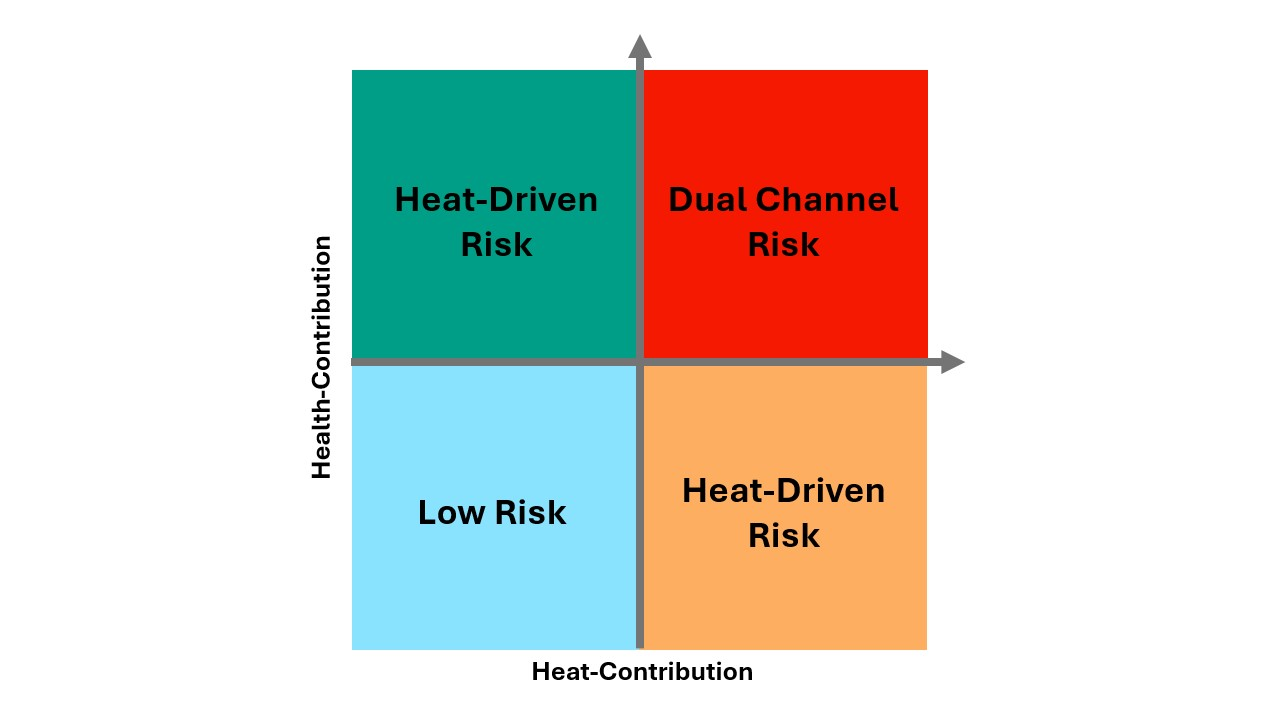 Heat-Driven
Risk
Dual Channel
Risk
Health-Contribution
Low Risk
Heat-Driven
Risk
Heat-Contribution